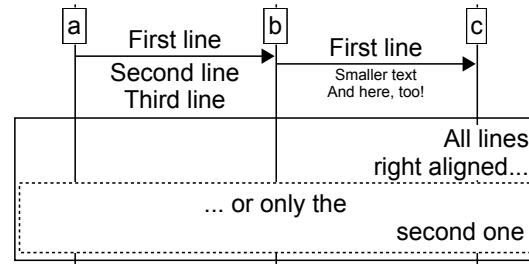 a b c
First line
Second line
Third line
First line
Smaller text
And here, too!
All lines
right aligned...
... or only the
second one